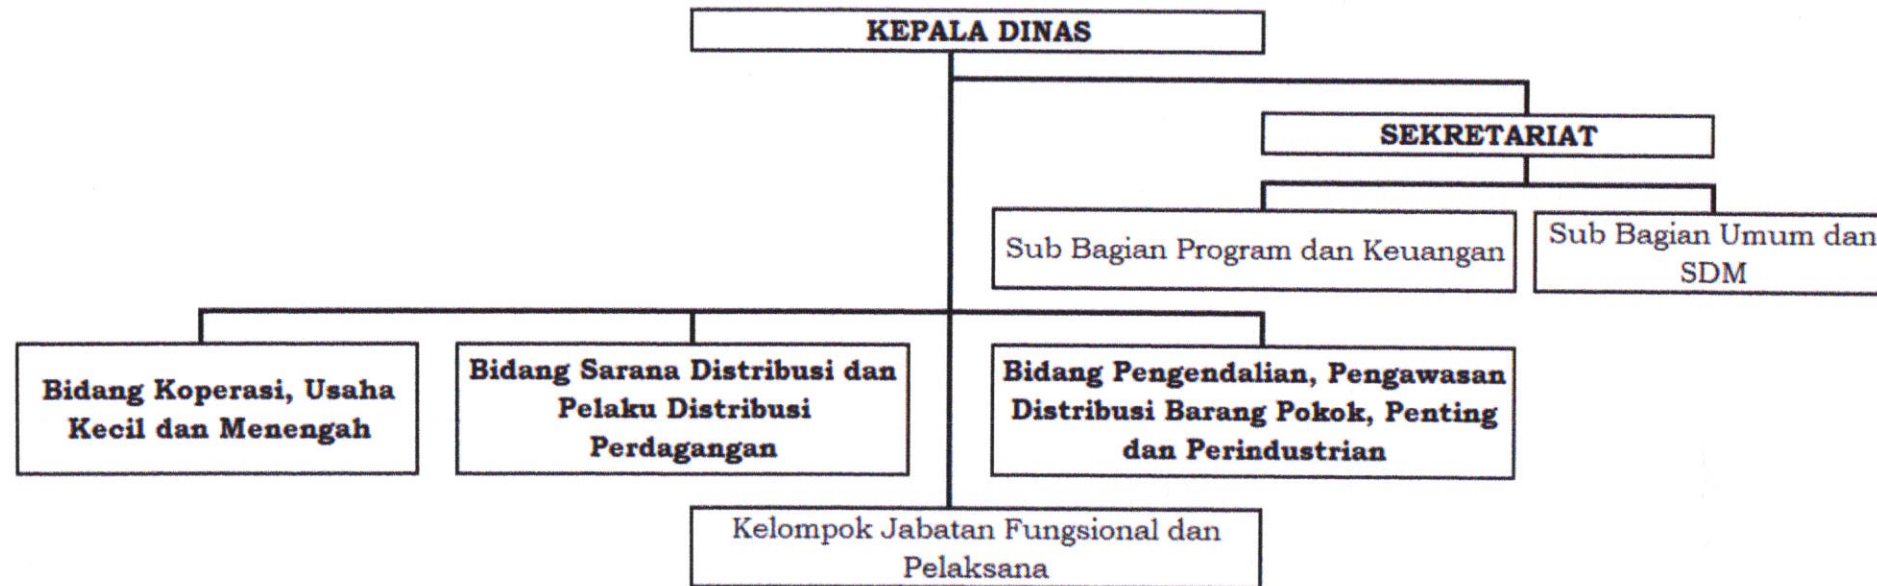 KEPALA DINAS
SEKRETARIAT
Sub Bagian Program dan Keuangan
Sub Bagian Umum dan
SDM
Bidang Koperasi, Usaha
Kecil dan Menengah
Bidang Sarana Distribusi dan
Pelaku Distribusi
Perdagangan
Bidang Pengendalian, Pengawasan
Distribusi Barang Pokok, Penting
dan Perindustrian
Kelompok Jabatan Fungsional dan
Pelaksana